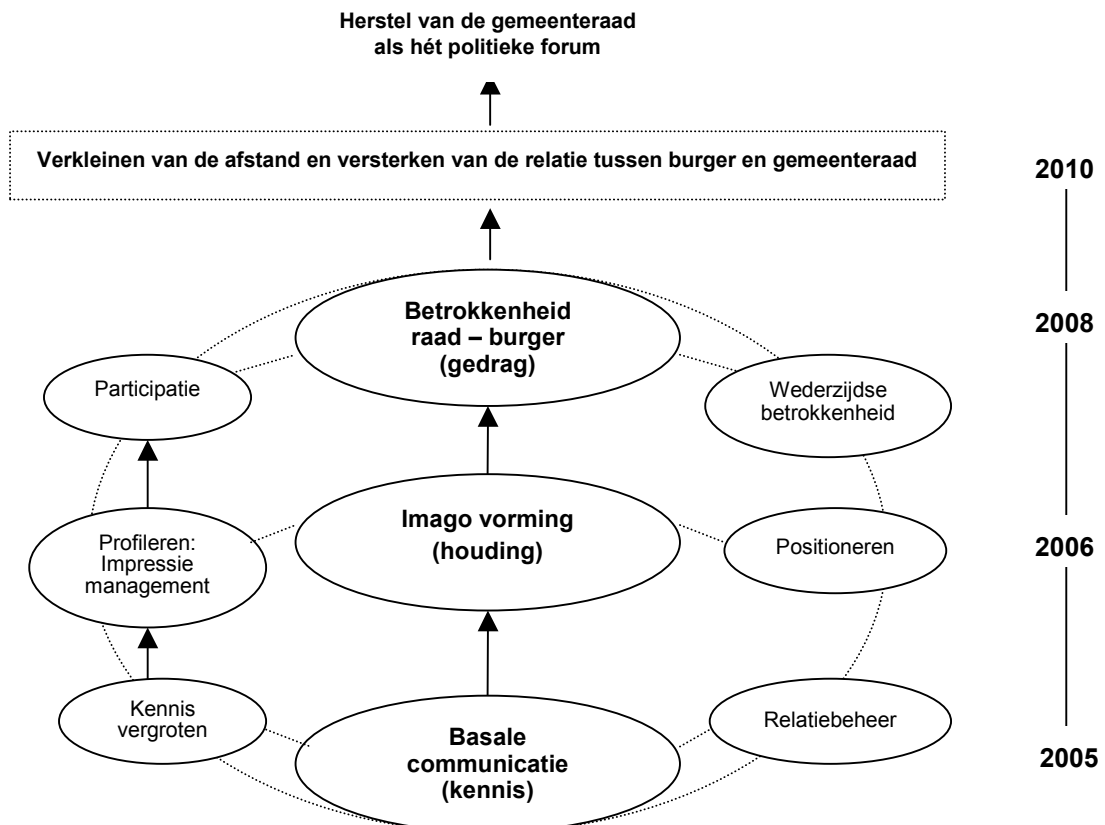 Herstel van de gemeenteraad
als hét politieke forum
Verkleinen van de afstand en versterken van de relatie tussen burger en gemeenteraad
2010
Betrokkenheid
raad – burger
(gedrag)
2008
Participatie
Wederzijdse
betrokkenheid
Imago vorming
(houding)
Profileren:
Impressie
management
Positioneren
2006
Kennis
vergroten
Relatiebeheer
Basale
communicatie
(kennis)
2005